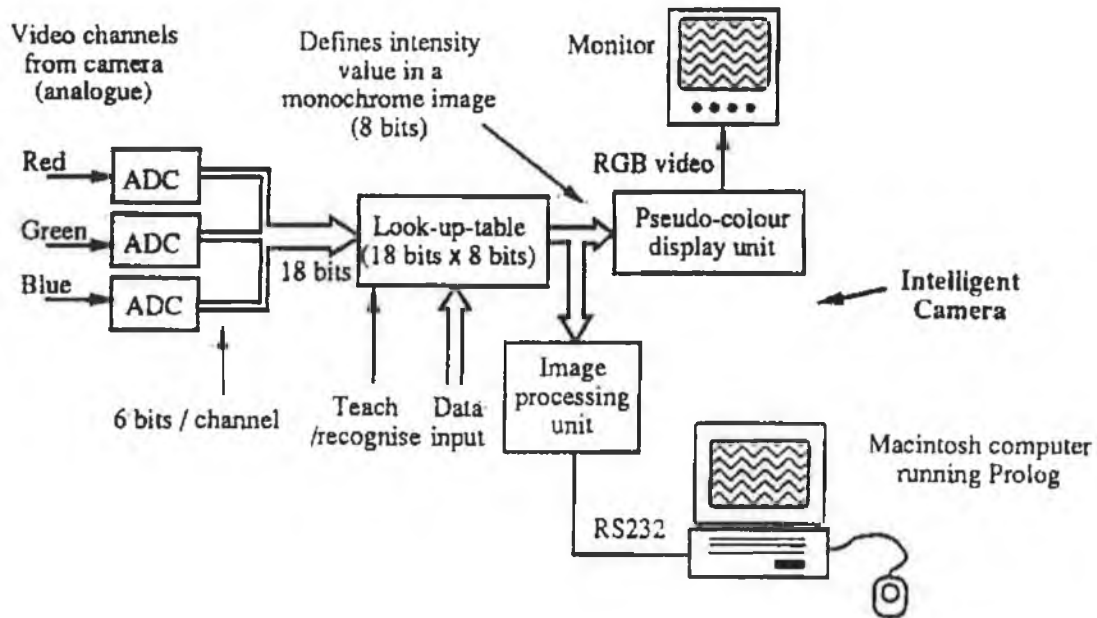 Video channels
from camera
(analogue)
Defines intensity
value in a
monochrome image
(8 bits)
Monitor
Red
ADC
RGB video
Green
ADC
Look-up-table
(18 bits x 8 bits)
Pseudo-colour
display unit
18 bits
Blue
ADC
Intelligent
Camera
6 bits / channel
Teach
/recognise
Data
input
Image
processing
unit
Macintosh computer
running Prolog
RS232